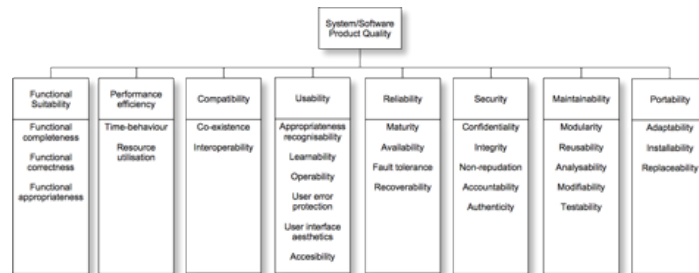 System/Software
Product Quality
Functional
Suitability
Functional
completeness
Functional
correctness
Functional
appropriateness
Performance
efficiency
Time-behaviour
Resource
utilisation
Compatibility
Co-existence
Interoperability
Usability
Appropriateness
recognisability
Learnability
Operability
User error
protection
User interface
aesthetics
Accesibility
Reliability
Maturity
Availability
Fault tolerance
Recoverability
Security
Confidentiality
Integrity
Non-repudation
Accountability
Authenticity
Maintainability
Modularity
Reusability
Analysability
Modifiability
Testability
Portability
Adaptability
Installability
Replaceability